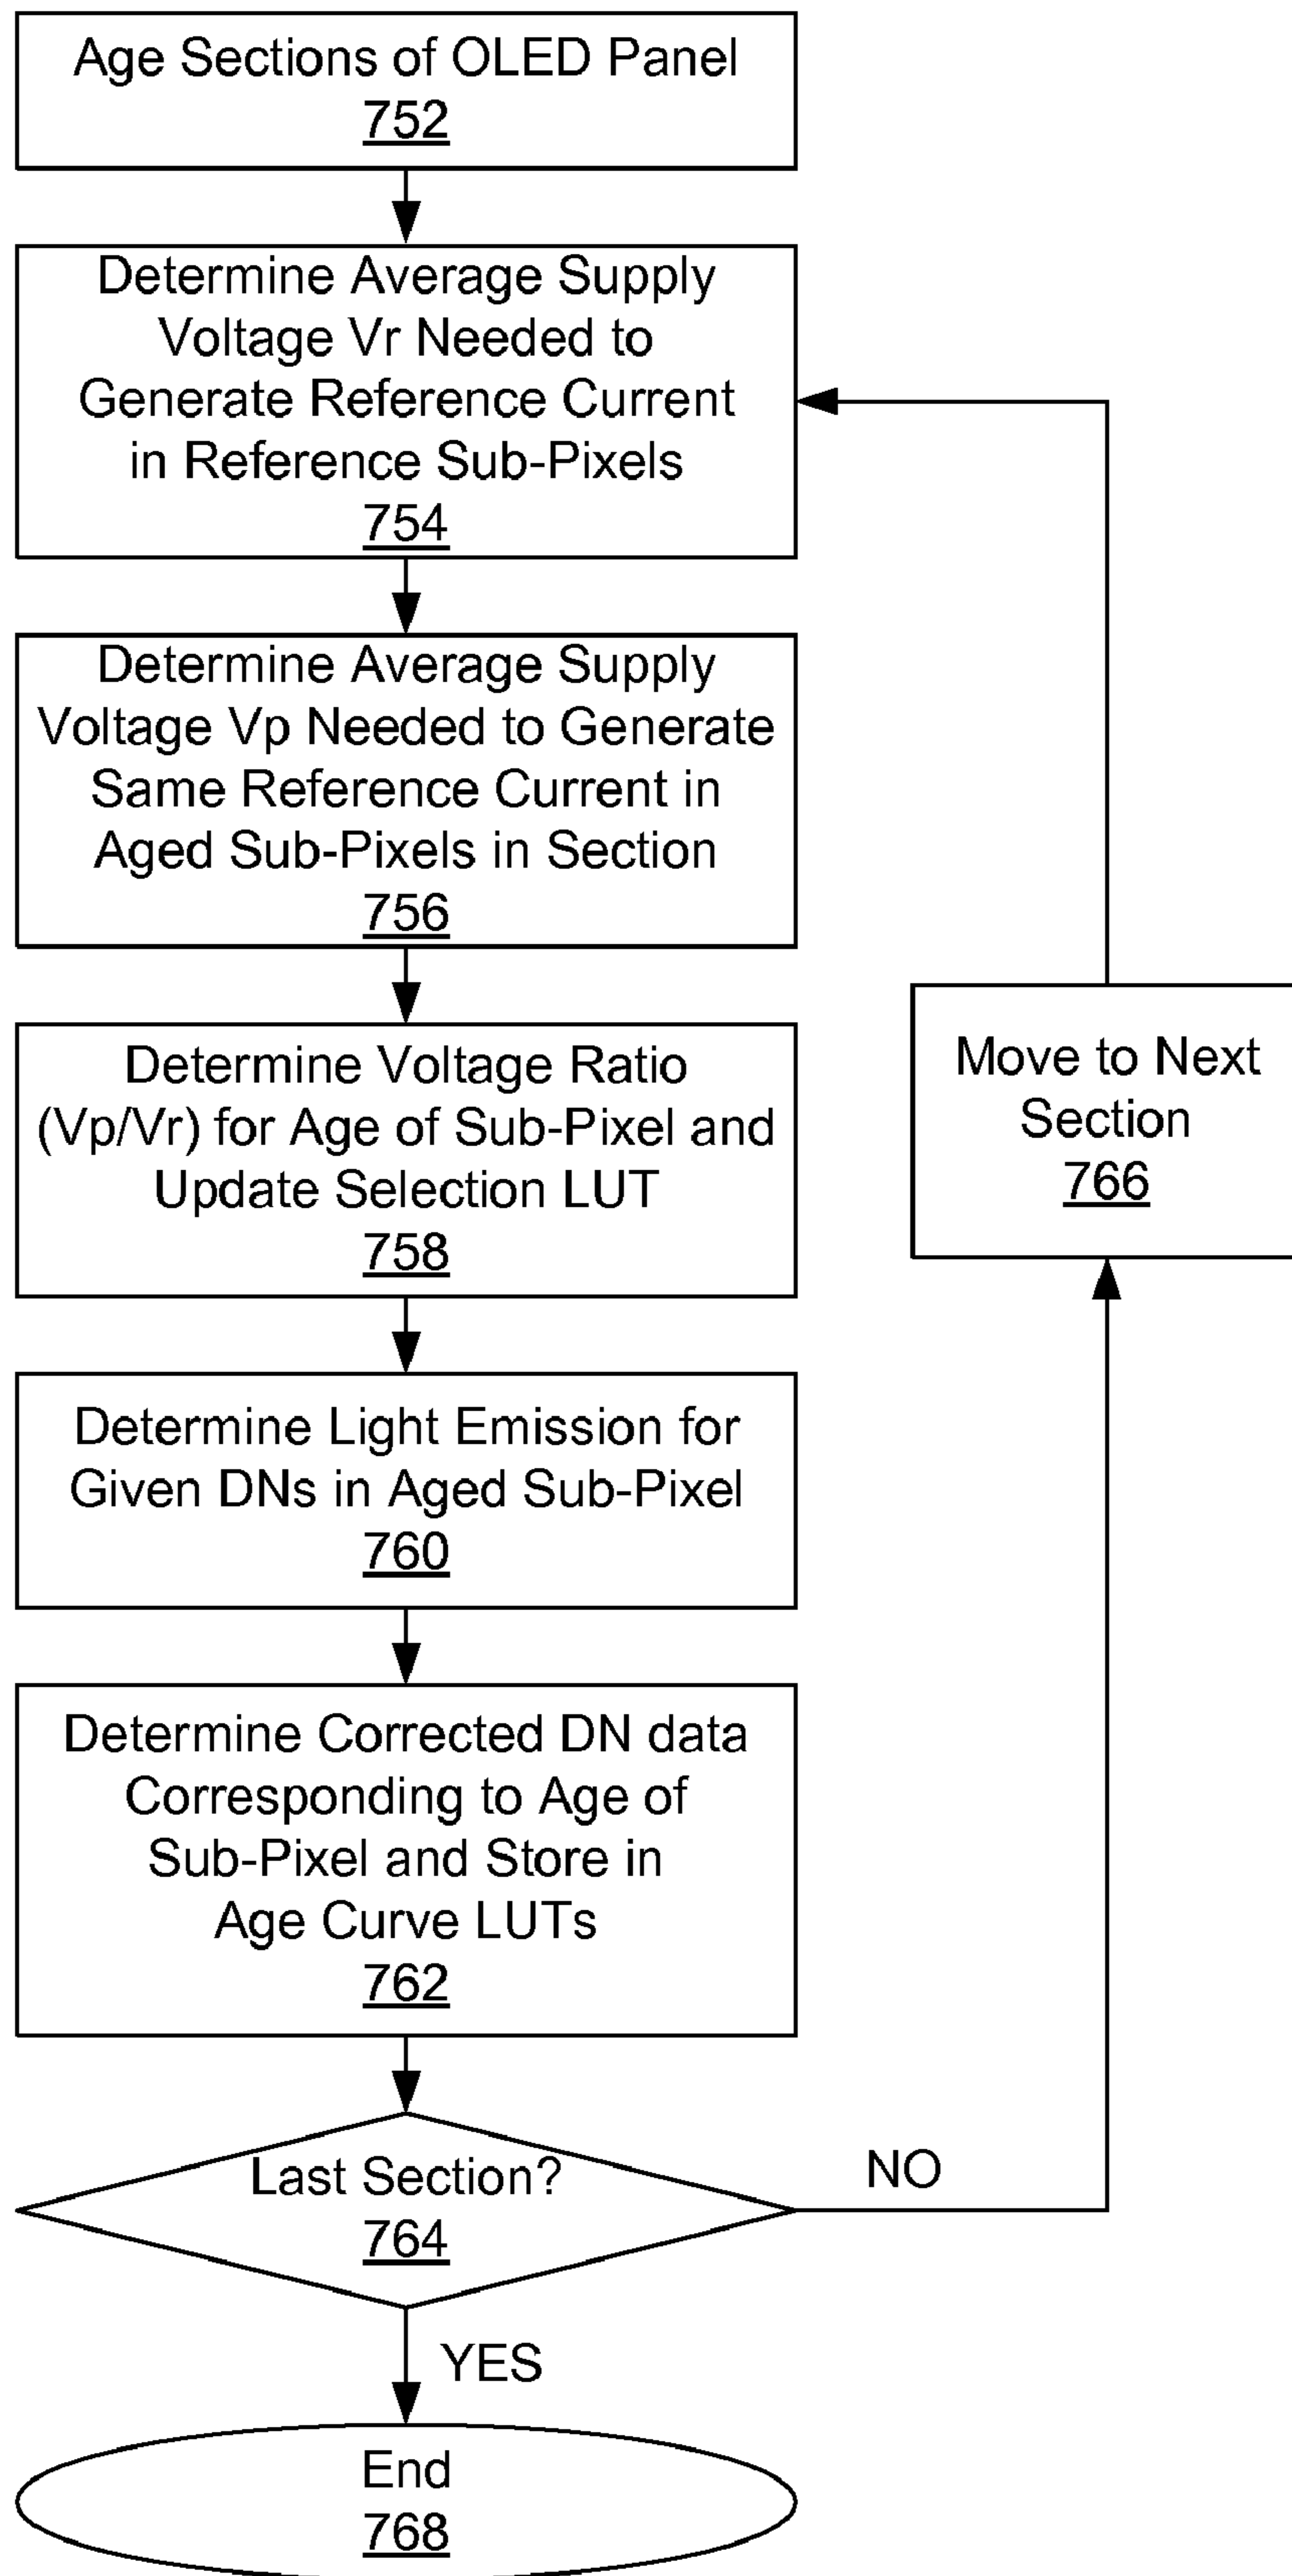 Age Sections of OLED Panel
752
Determine Average Supply
Voltage Vr Needed to
Generate Reference Current
in Reference Sub-Pixels
754
Determine Average Supply
Voltage Vp Needed to Generate
Same Reference Current in
Aged Sub-Pixels in Section
756
Determine Voltage Ratio
(Vp/Vr) for Age of Sub-Pixel and
Update Selection LUT
758
Move to Next
Section
766
Determine Light Emission for
Given DNs in Aged Sub-Pixel
760
Determine Corrected DN data
Corresponding to Age of
Sub-Pixel and Store in
Age Curve LUTs
762
Last Section?
764
NO
YES
End
768